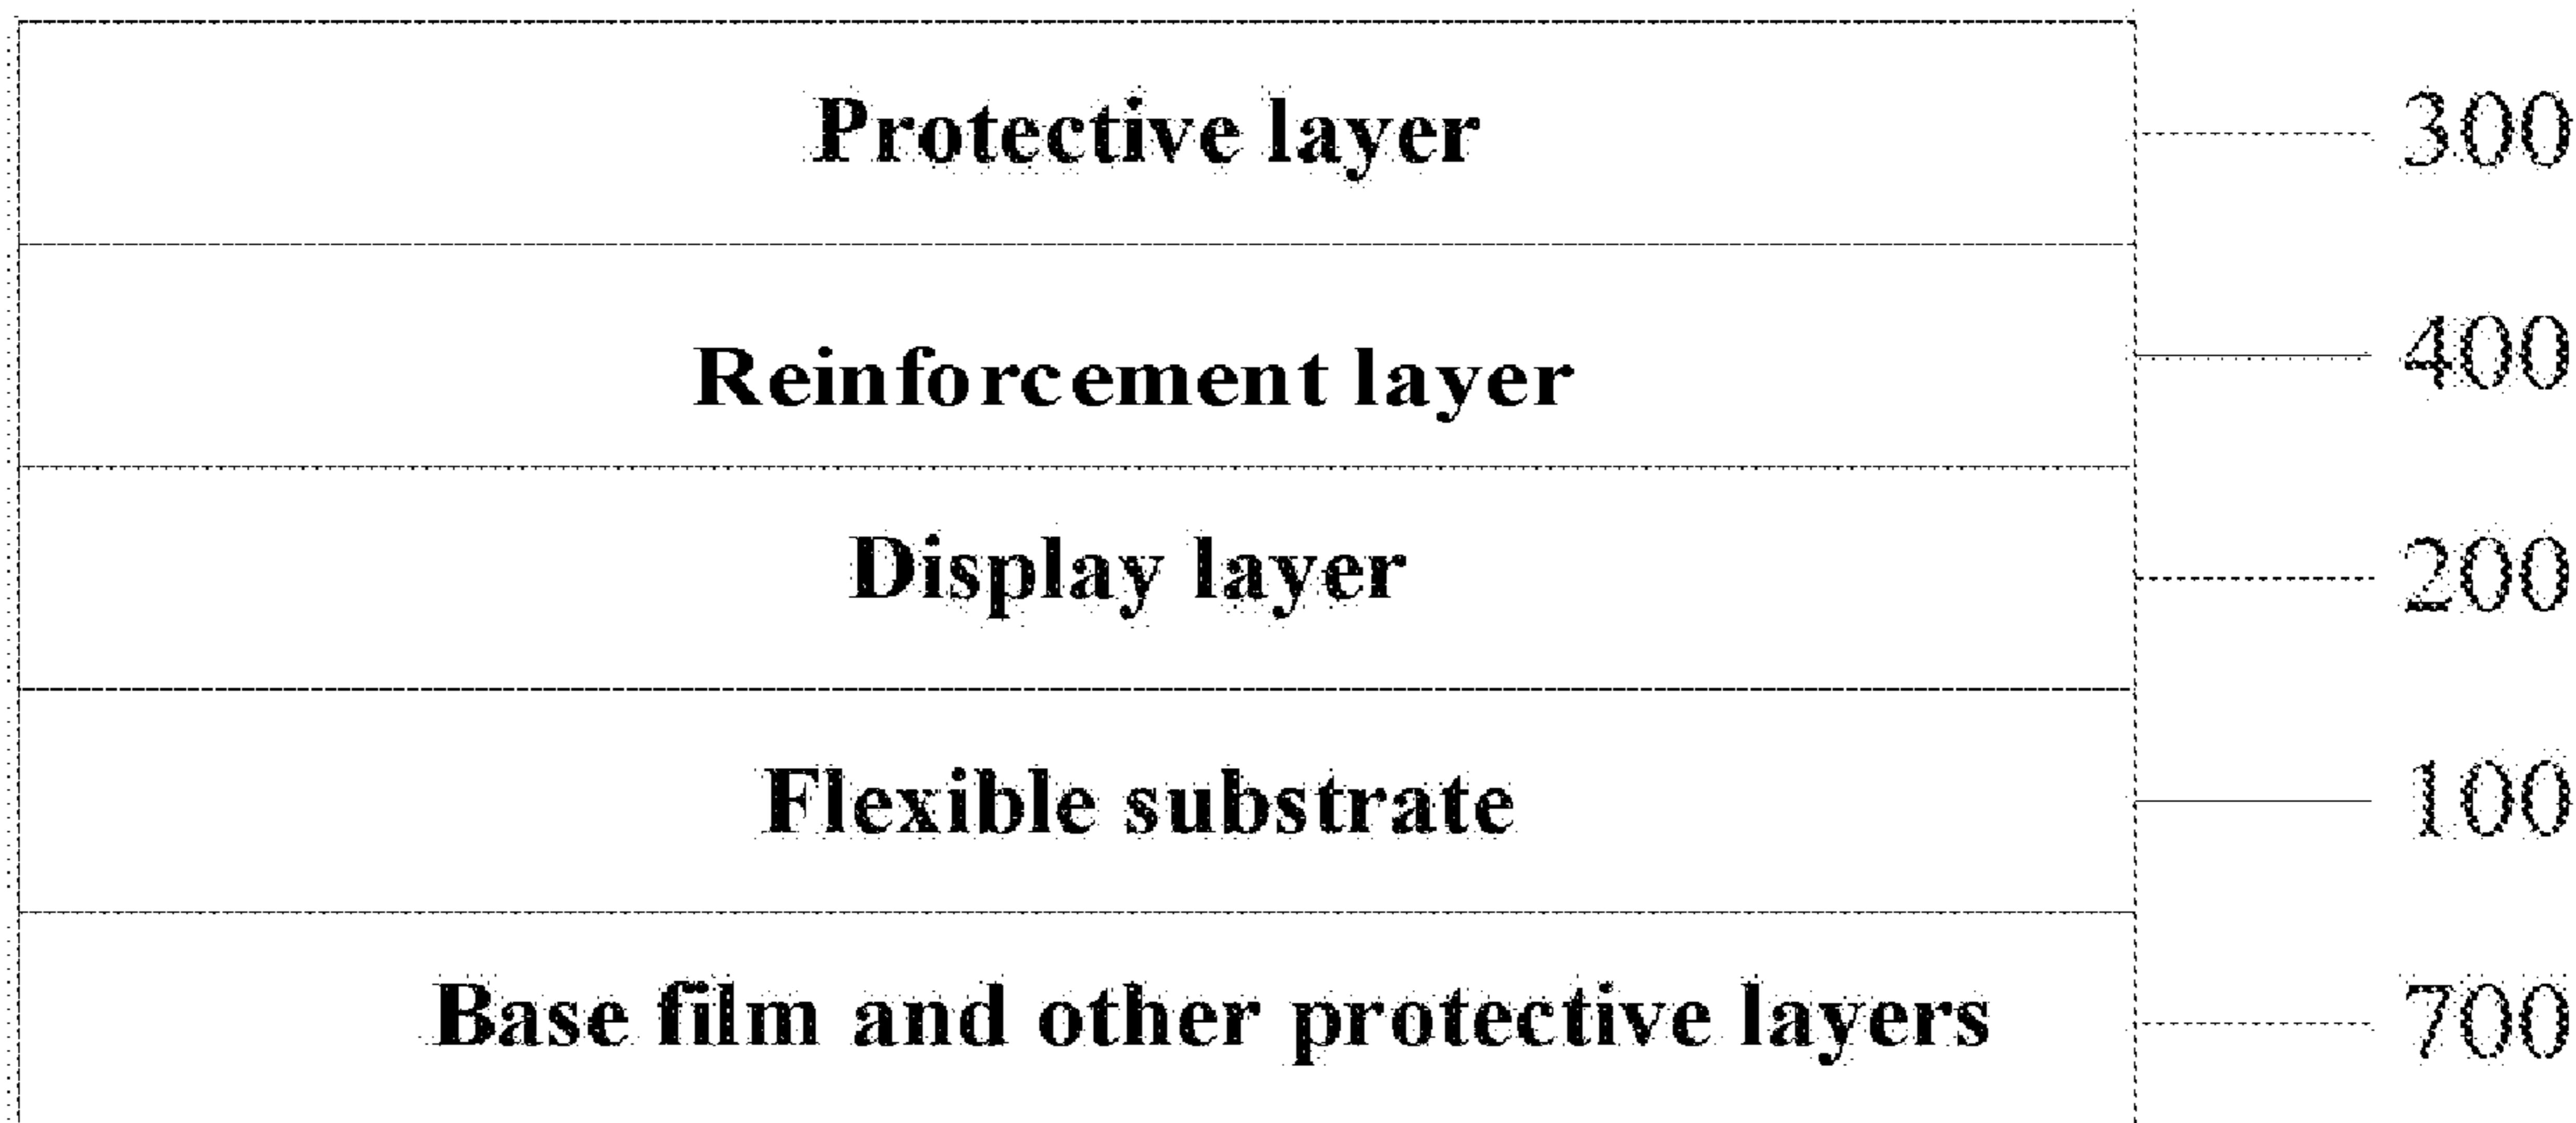 Protective layer 300
Reinforcement layer 400
Display layer 200
Flexible substrate 100
Base film and other protective layers 700